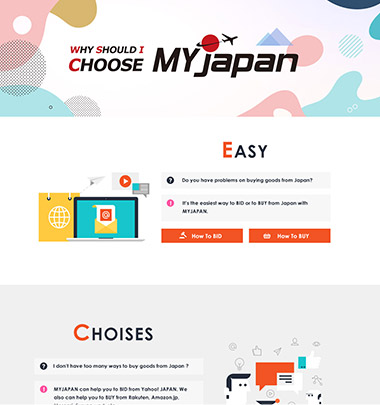 WHY SHOULD I
CHOOSE MYjapan
EASY
? Do you have problems on buying goods from Japan?
! It's the easiest way to BID or to BUY from Japan with
MYJAPAN.
How To BID How To BUY
CHOISES
? I don't have too many ways to buy goods from Japan ?
! MYJAPAN can help you to BID from Yahoo! JAPAN. We
also can help you to BUY from Rakuten, Amazon.jp,